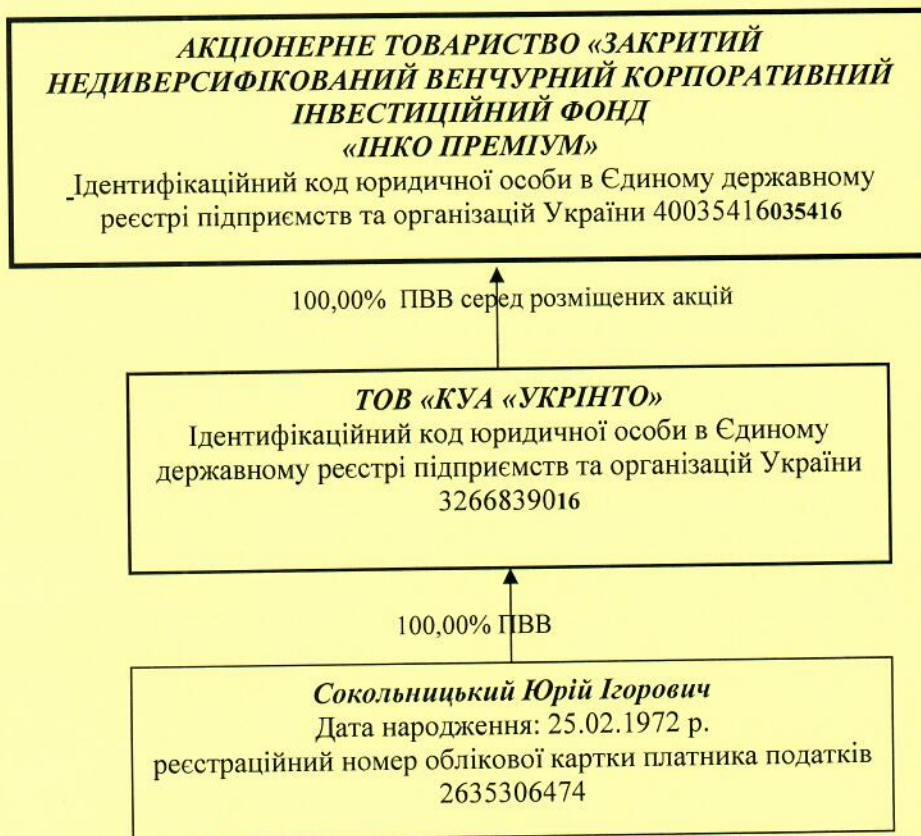 АКЦІОНЕРНЕ ТОВАРИСТВО «ЗАКРИТИЙ
НЕДИВЕРСИФІКОВАНИЙ ВЕНЧУРНИЙ КОРПОРАТИВНИЙ
ІНВЕСТИЦІЙНИЙ ФОНД
«ІНКО ПРЕМІУМ»
Ідентифікаційний код юридичної особи в Єдиному державному
реєстрі підприємств та організацій України 40035416035416
100,00% ПВВ серед розміщених акцій
ТОВ «КУА «УКРІНТО»
Ідентифікаційний код юридичної особи в Єдиному
державному реєстрі підприємств та організацій України
3266839016
100,00% ПВВ
Сокольницький Юрій Ігорович
Дата народження: 25.02.1972 р.
реєстраційний номер облікової картки платника податків
2635306474